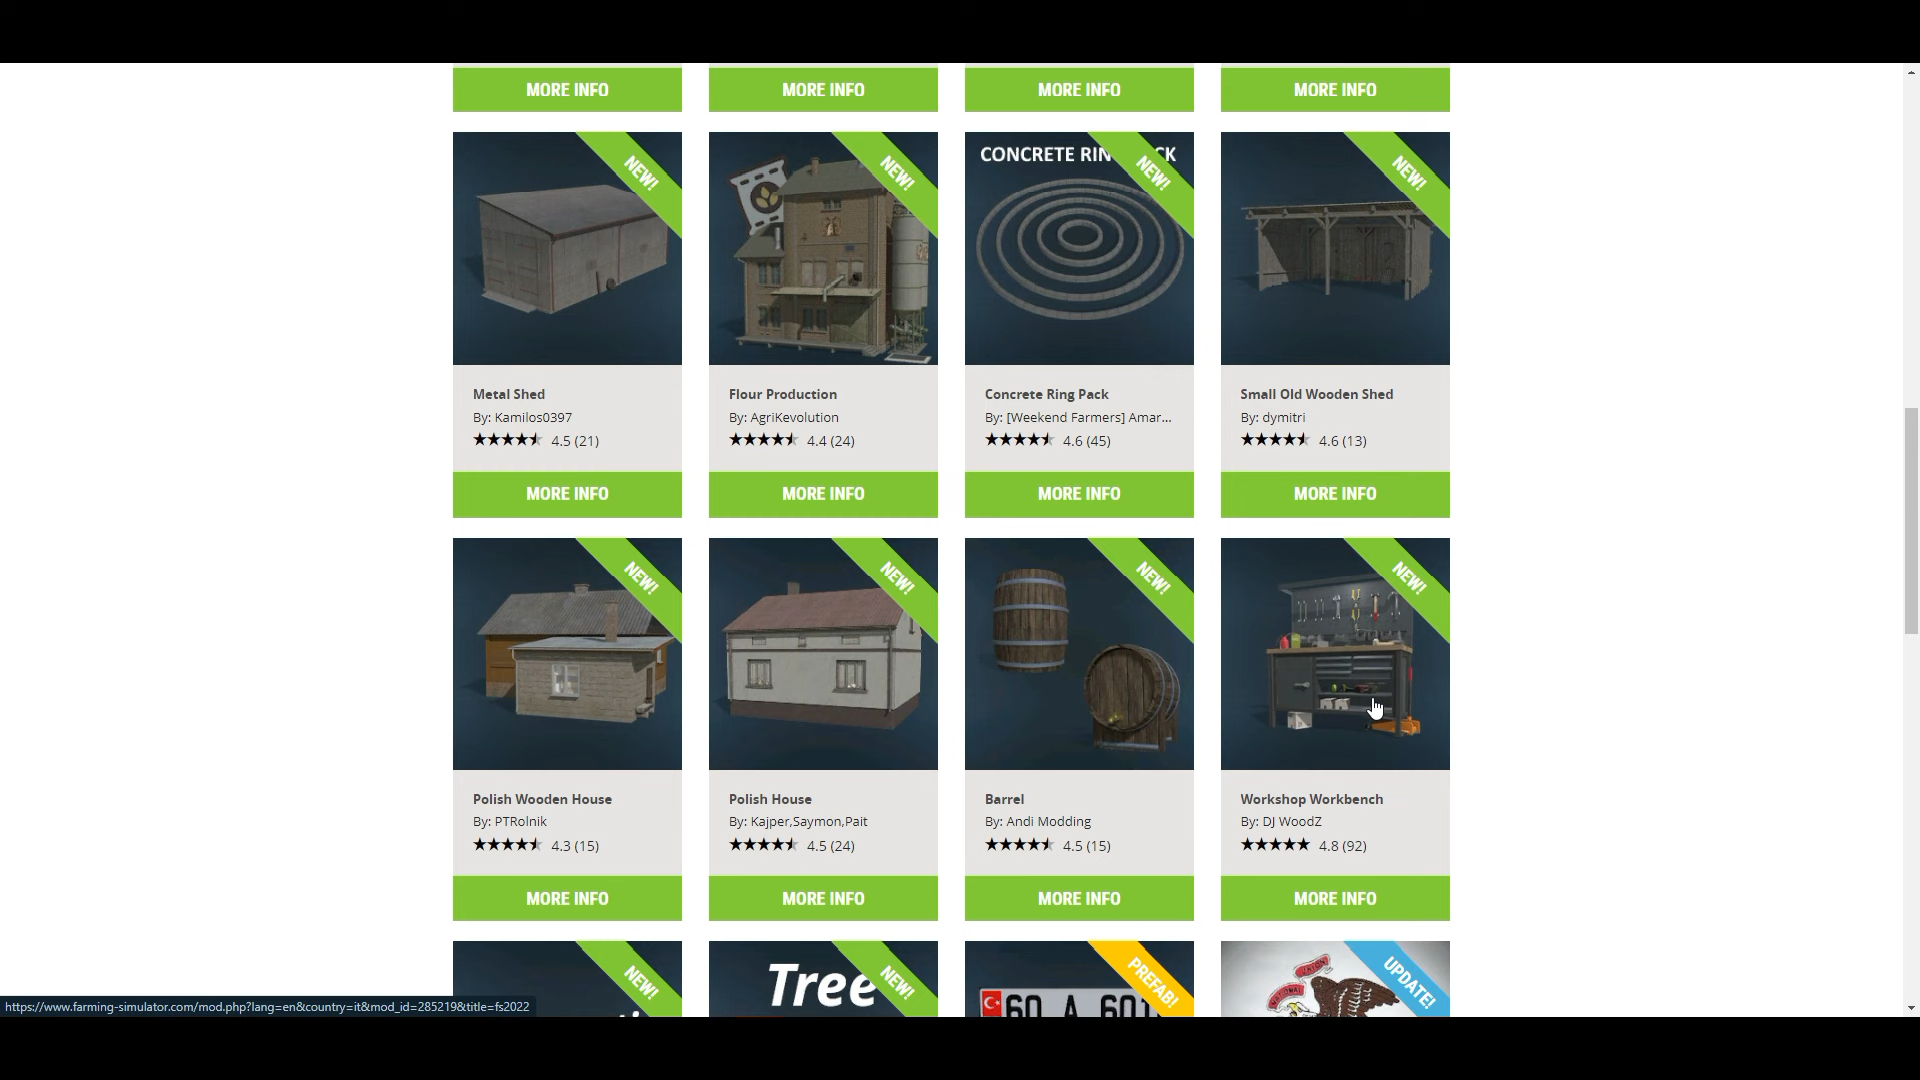 MORE INFO
MORE INFO
MORE INFO
MORE INFO
NEW!
NEW!
CONCRETE RIN CK
NEW!
NEW!
Metal Shed
By: Kamilos0397
4.5 (21)
MORE INFO
Flour Production
By: AgriKevolution
4.4 (24)
MORE INFO
Concrete Ring Pack
By: [Weekend Farmers] Amar...
4.6 (45)
MORE INFO
Small Old Wooden Shed
By: dymitri
4.6 (13)
MORE INFO
NEW!
NEW!
NEW!
NEW!
Polish Wooden House
By: PTRolnik
4.3 (15)
MORE INFO
Polish House
By: Kajper,Saymon,Pait
4.5 (24)
MORE INFO
Barrel
By: Andi Modding
4.5 (15)
MORE INFO
Workshop Workbench
By: DJ WoodZ
4.8 (92)
MORE INFO
NEW!
Tree
NEW!
PREFAB!
60 A 601
UPDATE!
NATIONAL
UNION
https://www.farming-simulator.com/mod.php?lang=en&country=it&mod_id=285219&title=fs2022